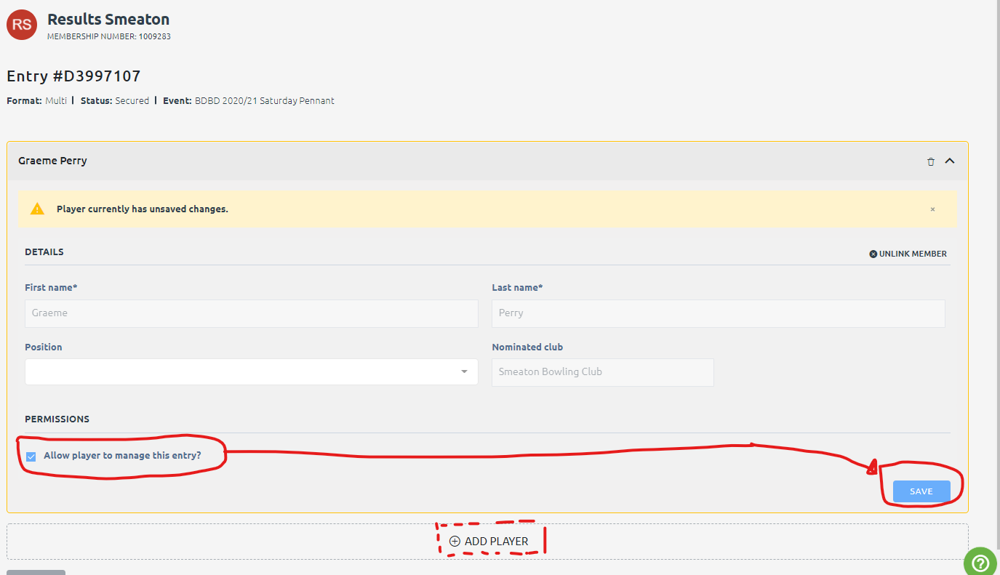 RS
Results Smeaton
MEMBERSHIP NUMBER: 1009283
Entry #D3997107
Format: Multi | Status: Secured | Event: BDBD 2020/21 Saturday Pennant
Graeme Perry
Player currently has unsaved changes. ×
DETAILS UNLINK MEMBER
First name* Last name*
Graeme Perry
Position Nominated club
Smeaton Bowling Club
PERMISSIONS
Allow player to manage this entry?
SAVE
ADD PLAYER
?